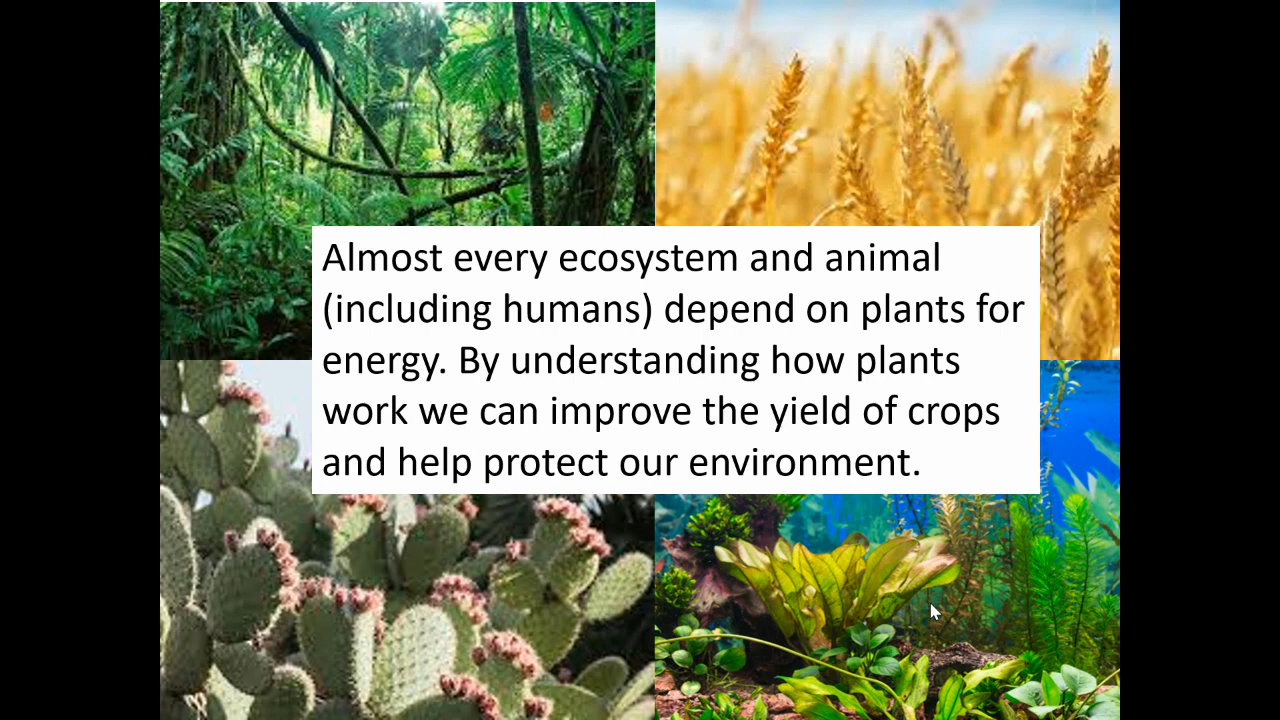 Almost every ecosystem and animal
(including humans) depend on plants for
energy. By understanding how plants
work we can improve the yield of crops
and help protect our environment.